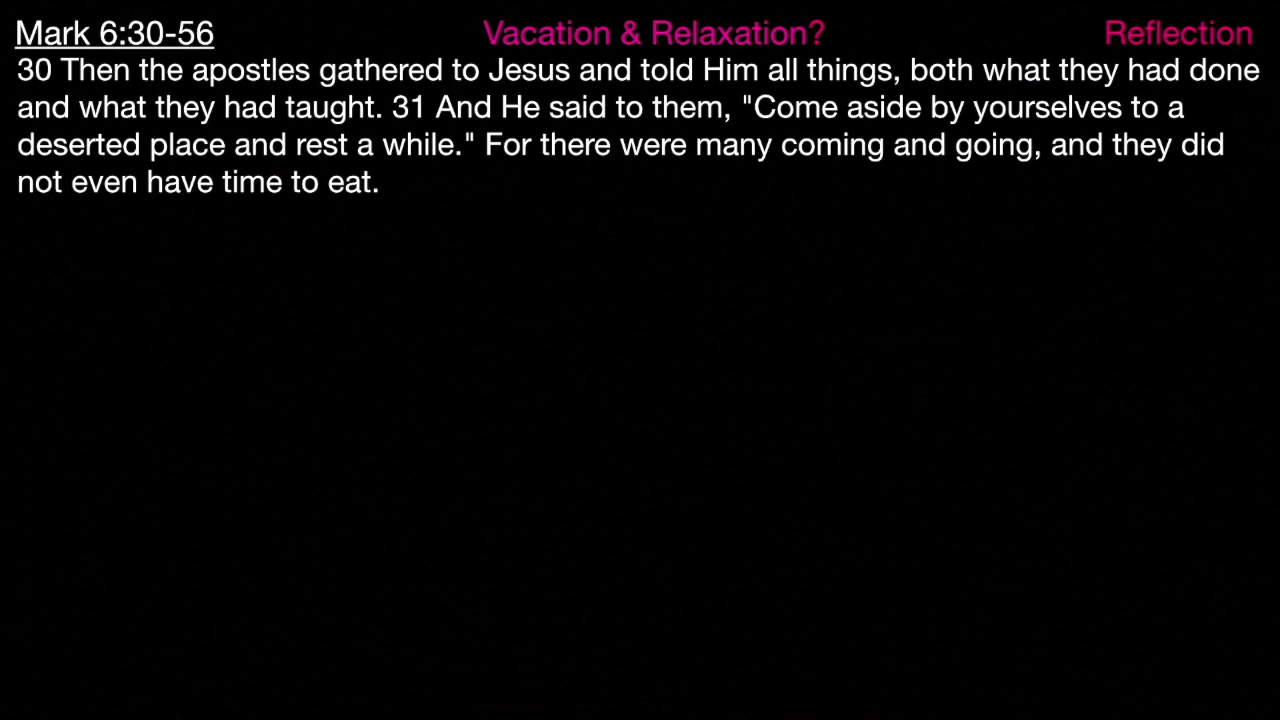 Mark 6:30-56 Vacation & Relaxation? Reflection
30 Then the apostles gathered to Jesus and told Him all things, both what they had done
and what they had taught. 31 And He said to them, "Come aside by yourselves to a
deserted place and rest a while." For there were many coming and going, and they did
not even have time to eat.